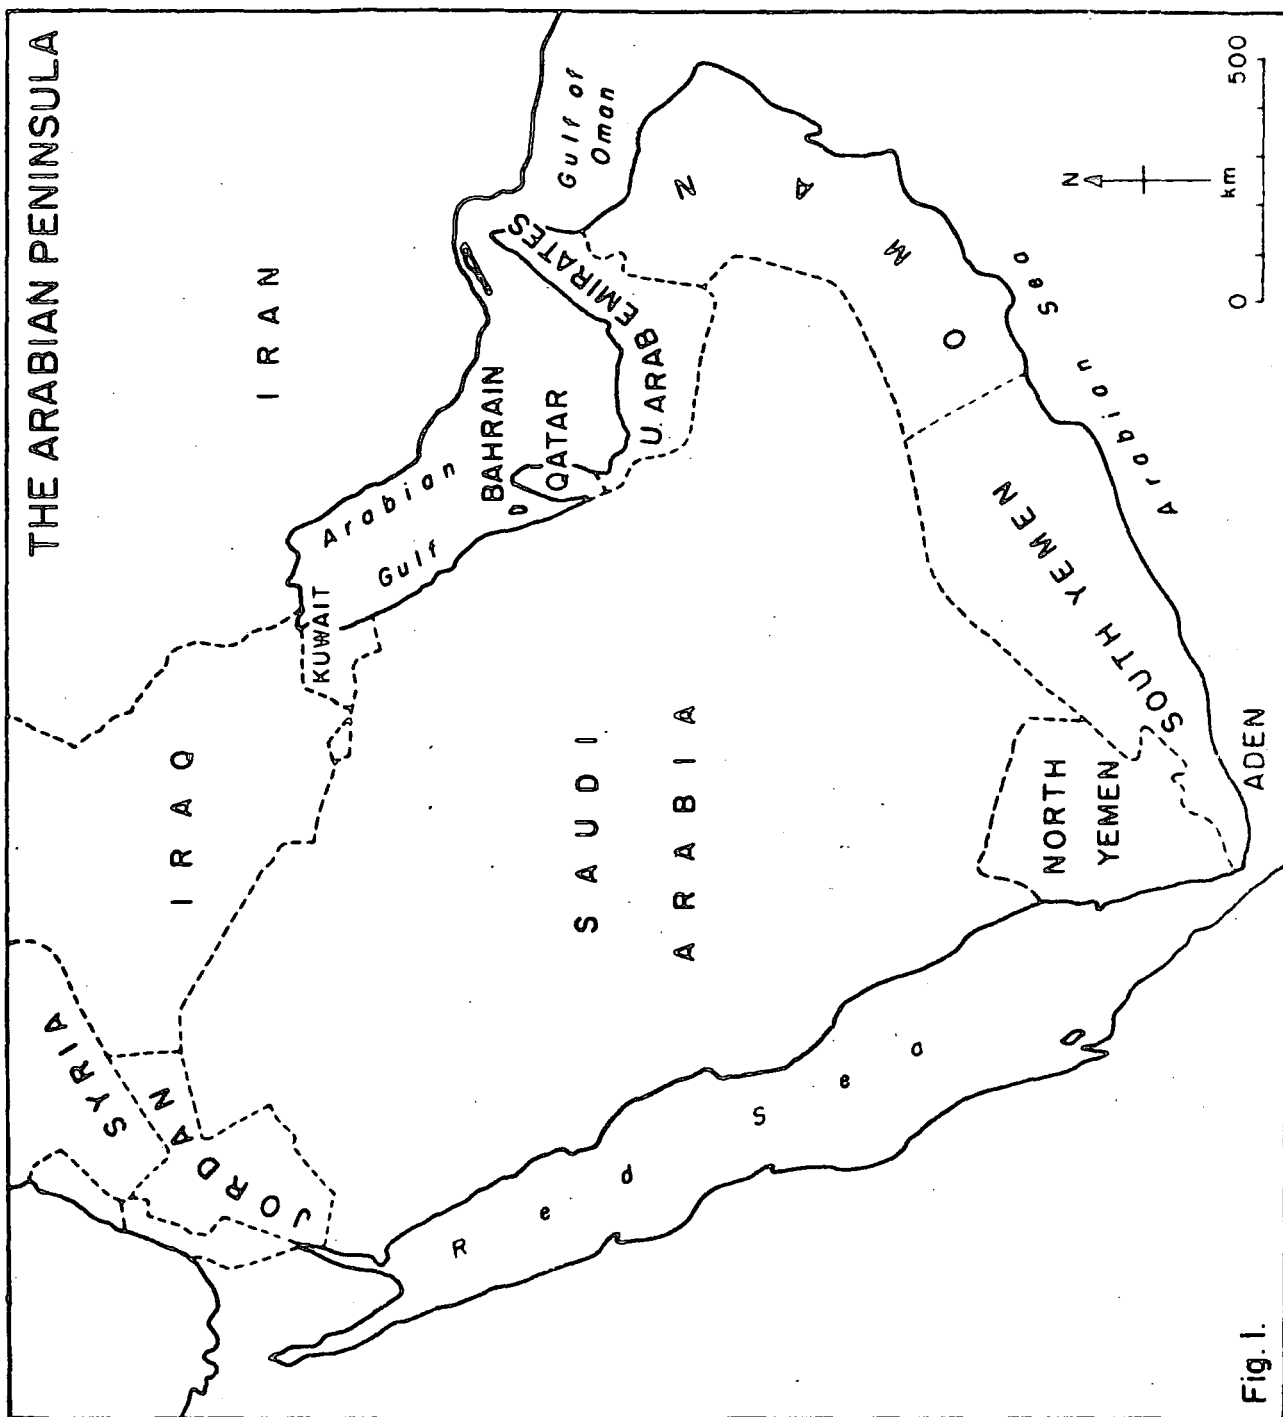 THE ARABIAN PENINSULA
SYRIA
JORDAN
IRAQ
IRAN
KUWAIT
Arabian
Gulf
BAHRAIN
QATAR
U. ARAB EMIRATES
Gulf of
Oman
SAUDI
ARABIA
Red Sea
OMAN
NORTH
YEMEN
SOUTH YEMEN
ADEN
Arabian Sea
N
km
0
500
Fig. 1.